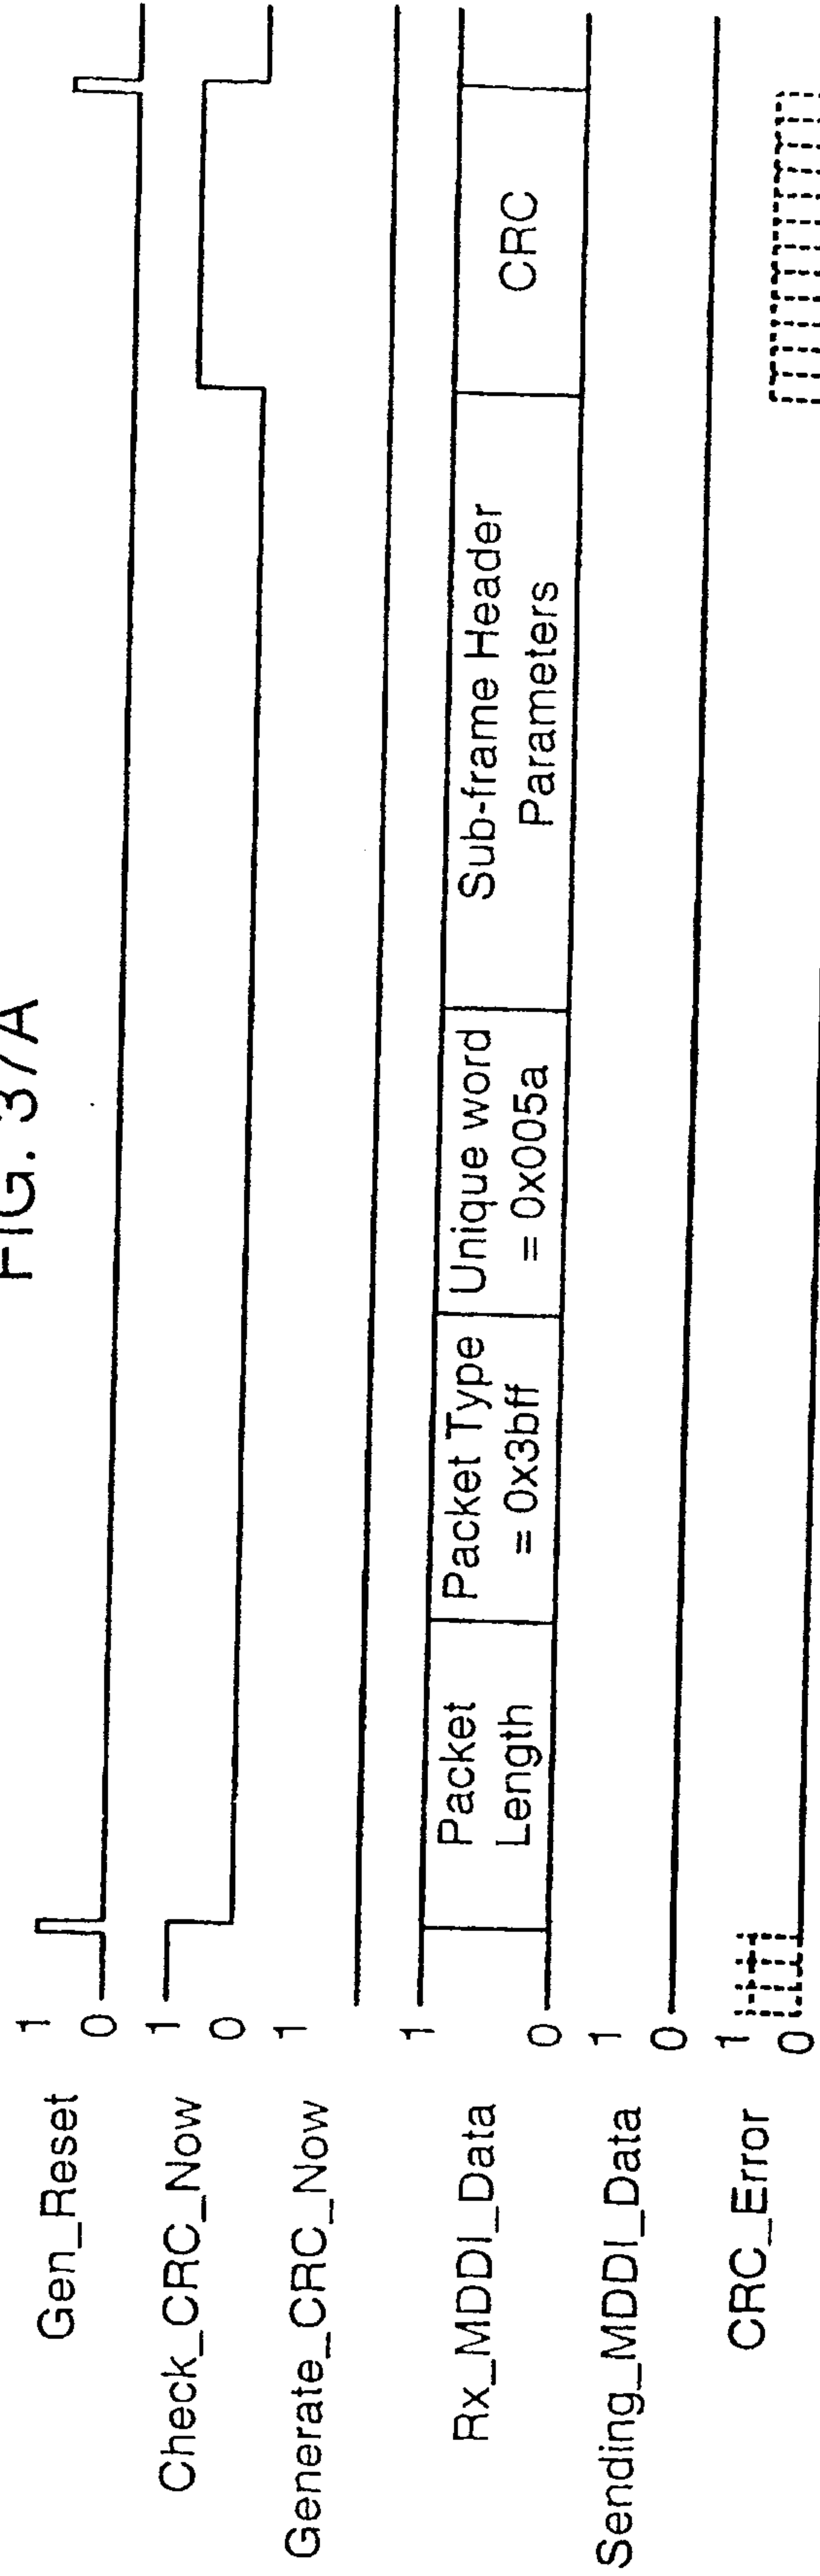 FIG. 37A
Gen_Reset
1
0
Check_CRC_Now
1
0
Generate_CRC_Now
1
Rx_MDDI_Data
1
0
Packet
Length
Packet Type
= 0x3bff
Unique word
= 0x005a
Sub-frame Header
Parameters
CRC
Sending_MDDI_Data
1
0
CRC_Error
1
0